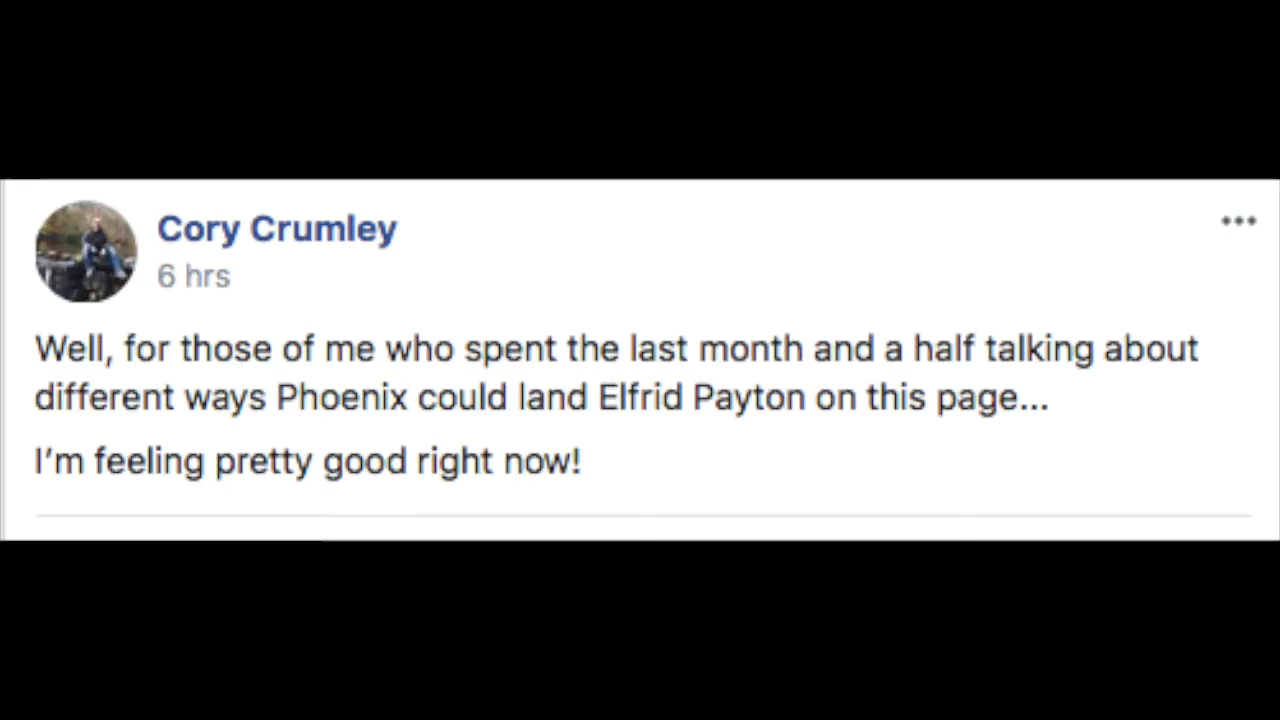 Cory Crumley
6 hrs
Well, for those of me who spent the last month and a half talking about
different ways Phoenix could land Elfrid Payton on this page...
I'm feeling pretty good right now!